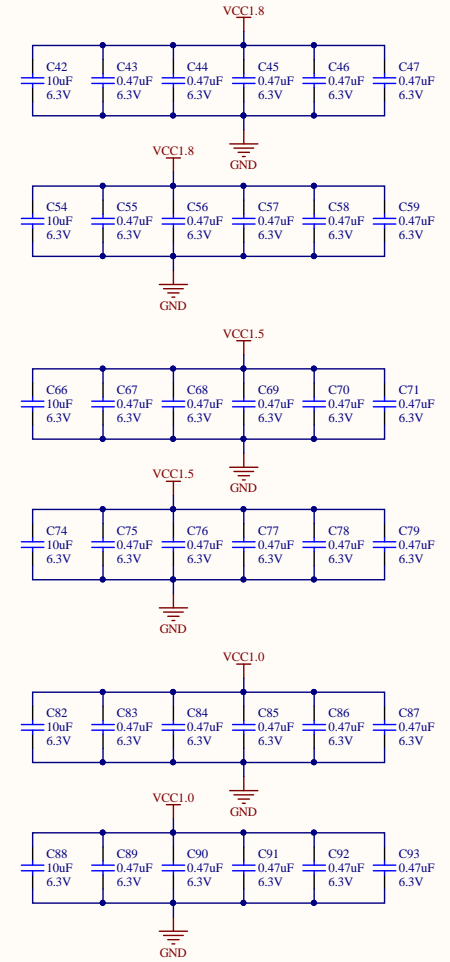 VCC1.8
C42 C43 C44 C45 C46 C47
10uF 0.47uF 0.47uF 0.47uF 0.47uF 0.47uF
6.3V 6.3V 6.3V 6.3V 6.3V 6.3V
GND
VCC1.8
C54 C55 C56 C57 C58 C59
10uF 0.47uF 0.47uF 0.47uF 0.47uF 0.47uF
6.3V 6.3V 6.3V 6.3V 6.3V 6.3V
GND
VCC1.5
C66 C67 C68 C69 C70 C71
10uF 0.47uF 0.47uF 0.47uF 0.47uF 0.47uF
6.3V 6.3V 6.3V 6.3V 6.3V 6.3V
GND
VCC1.5
C74 C75 C76 C77 C78 C79
10uF 0.47uF 0.47uF 0.47uF 0.47uF 0.47uF
6.3V 6.3V 6.3V 6.3V 6.3V 6.3V
GND
VCC1.0
C82 C83 C84 C85 C86 C87
10uF 0.47uF 0.47uF 0.47uF 0.47uF 0.47uF
6.3V 6.3V 6.3V 6.3V 6.3V 6.3V
GND
VCC1.0
C88 C89 C90 C91 C92 C93
10uF 0.47uF 0.47uF 0.47uF 0.47uF 0.47uF
6.3V 6.3V 6.3V 6.3V 6.3V 6.3V
GND